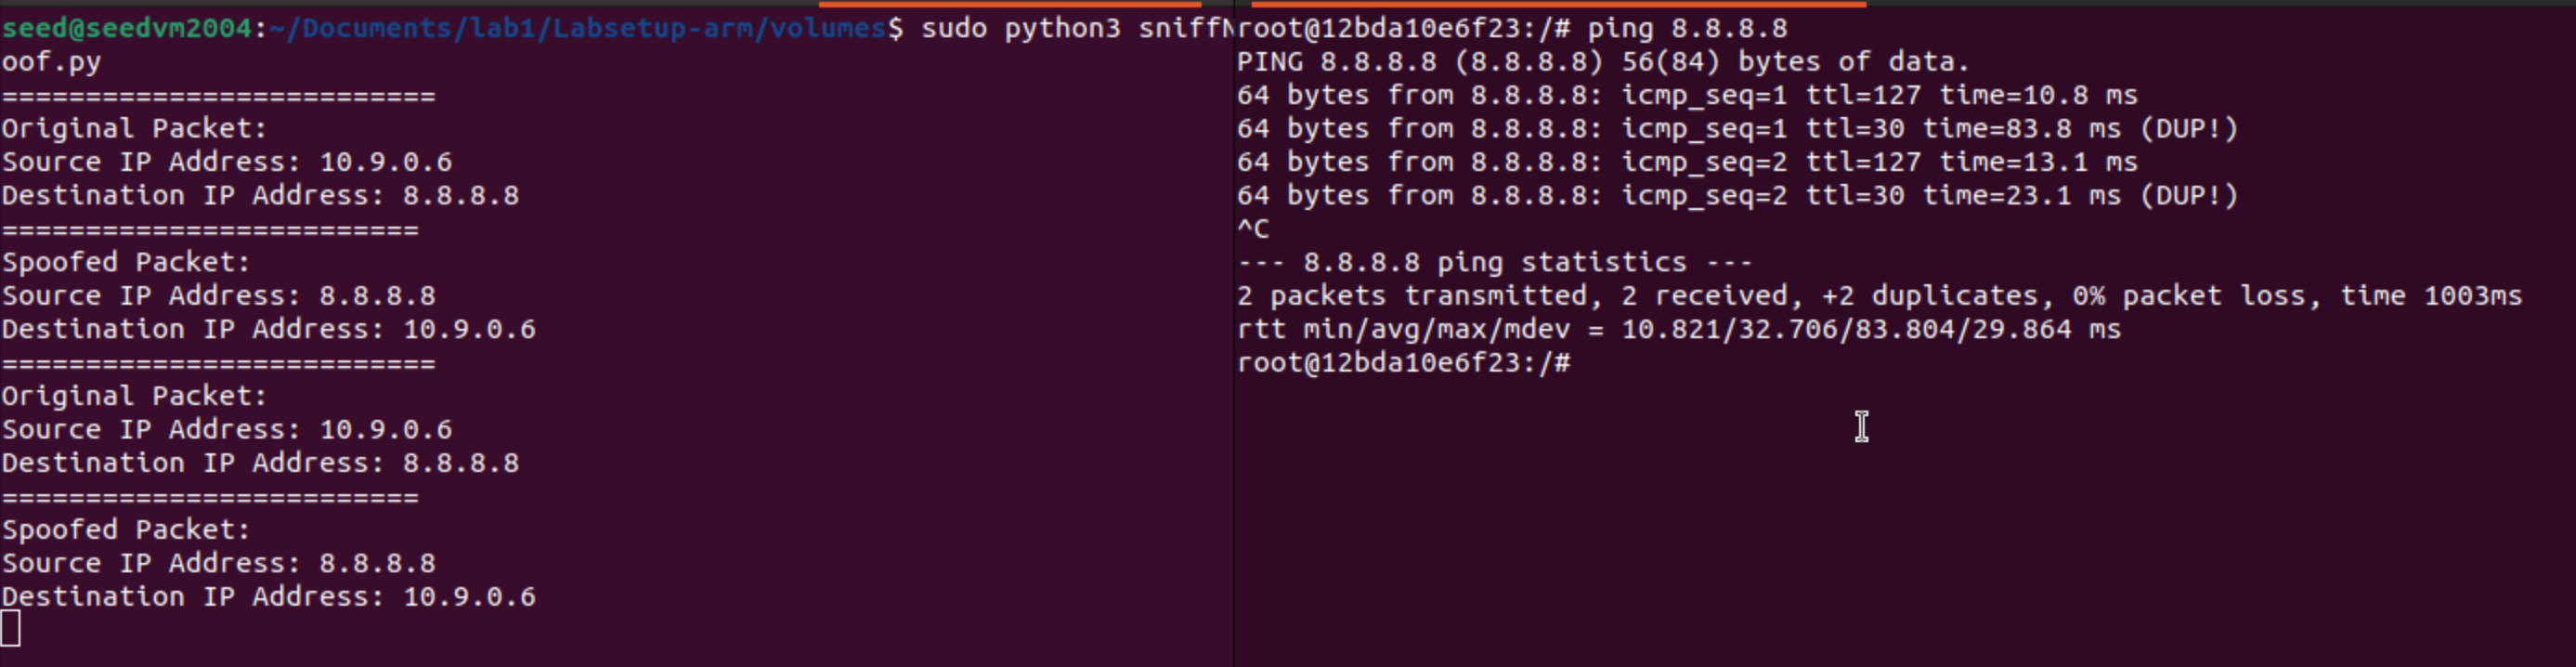 seed@seedvm2004:~/Documents/lab1/Labsetup-arm/volumes$ sudo python3 sniffN
oof.py
==========================
Original Packet:
Source IP Address: 10.9.0.6
Destination IP Address: 8.8.8.8
=========================
Spoofed Packet:
Source IP Address: 8.8.8.8
Destination IP Address: 10.9.0.6
==========================
Original Packet:
Source IP Address: 10.9.0.6
Destination IP Address: 8.8.8.8
=========================
Spoofed Packet:
Source IP Address: 8.8.8.8
Destination IP Address: 10.9.0.6
root@12bda10e6f23:/# ping 8.8.8.8
PING 8.8.8.8 (8.8.8.8) 56(84) bytes of data.
64 bytes from 8.8.8.8: icmp_seq=1 ttl=127 time=10.8 ms
64 bytes from 8.8.8.8: icmp_seq=1 ttl=30 time=83.8 ms (DUP!)
64 bytes from 8.8.8.8: icmp_seq=2 ttl=127 time=13.1 ms
64 bytes from 8.8.8.8: icmp_seq=2 ttl=30 time=23.1 ms (DUP!)
^C
--- 8.8.8.8 ping statistics ---
2 packets transmitted, 2 received, +2 duplicates, 0% packet loss, time 1003ms
rtt min/avg/max/mdev = 10.821/32.706/83.804/29.864 ms
root@12bda10e6f23:/#